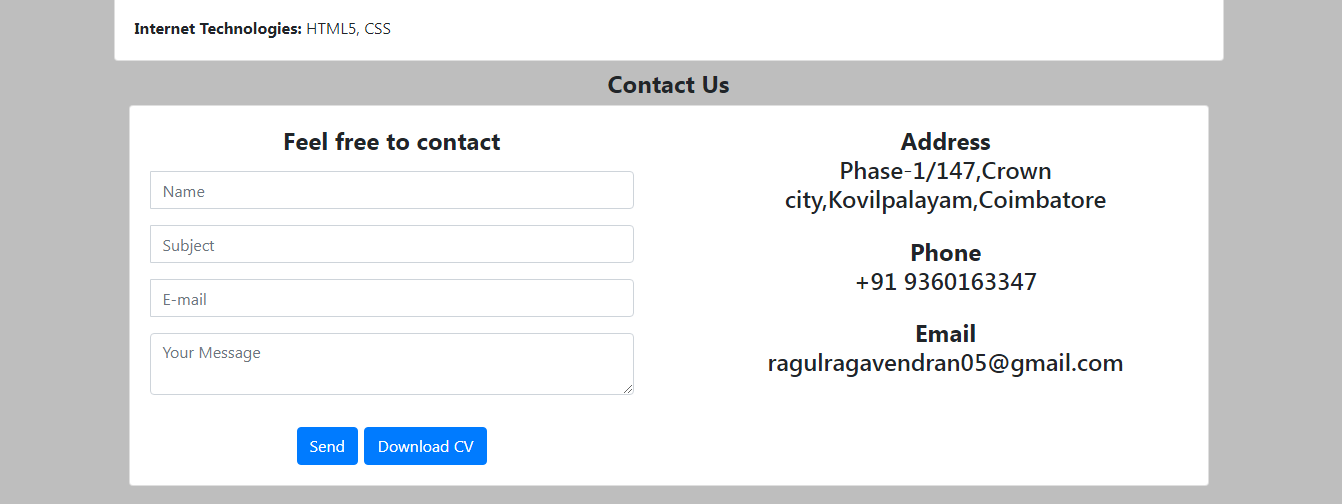 Internet Technologies: HTML5, CSS
Contact Us
Feel free to contact
Name
Subject
E-mail
Your Message
Send
Download CV
Address
Phase-1/147,Crown
city,Kovilpalayam,Coimbatore
Phone
+91 9360163347
Email
ragulragavendran05@gmail.com